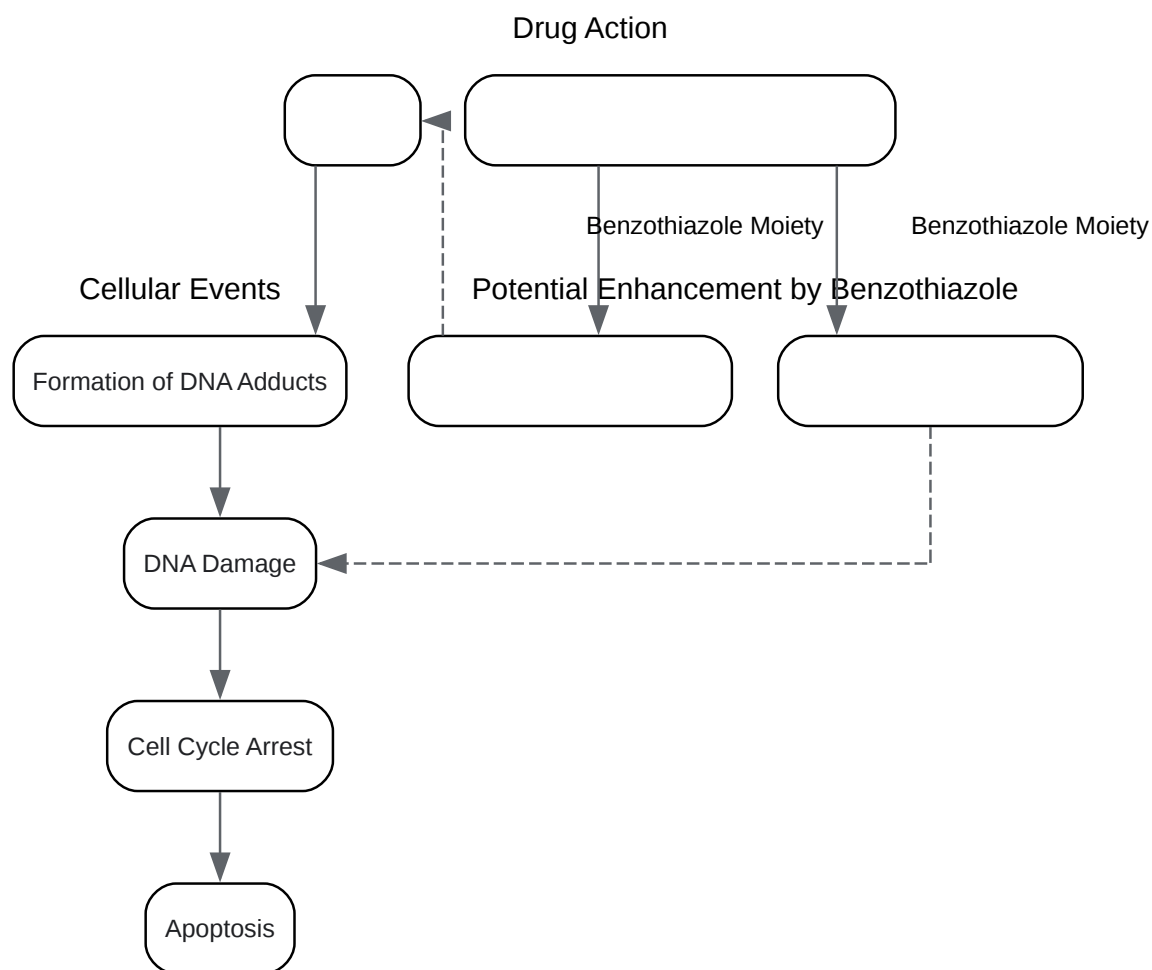 Drug Action
Benzothiazole Moiety
Benzothiazole Moiety
Cellular Events
Potential Enhancement by Benzothiazole
Formation of DNA Adducts
DNA Damage
Cell Cycle Arrest
Apoptosis